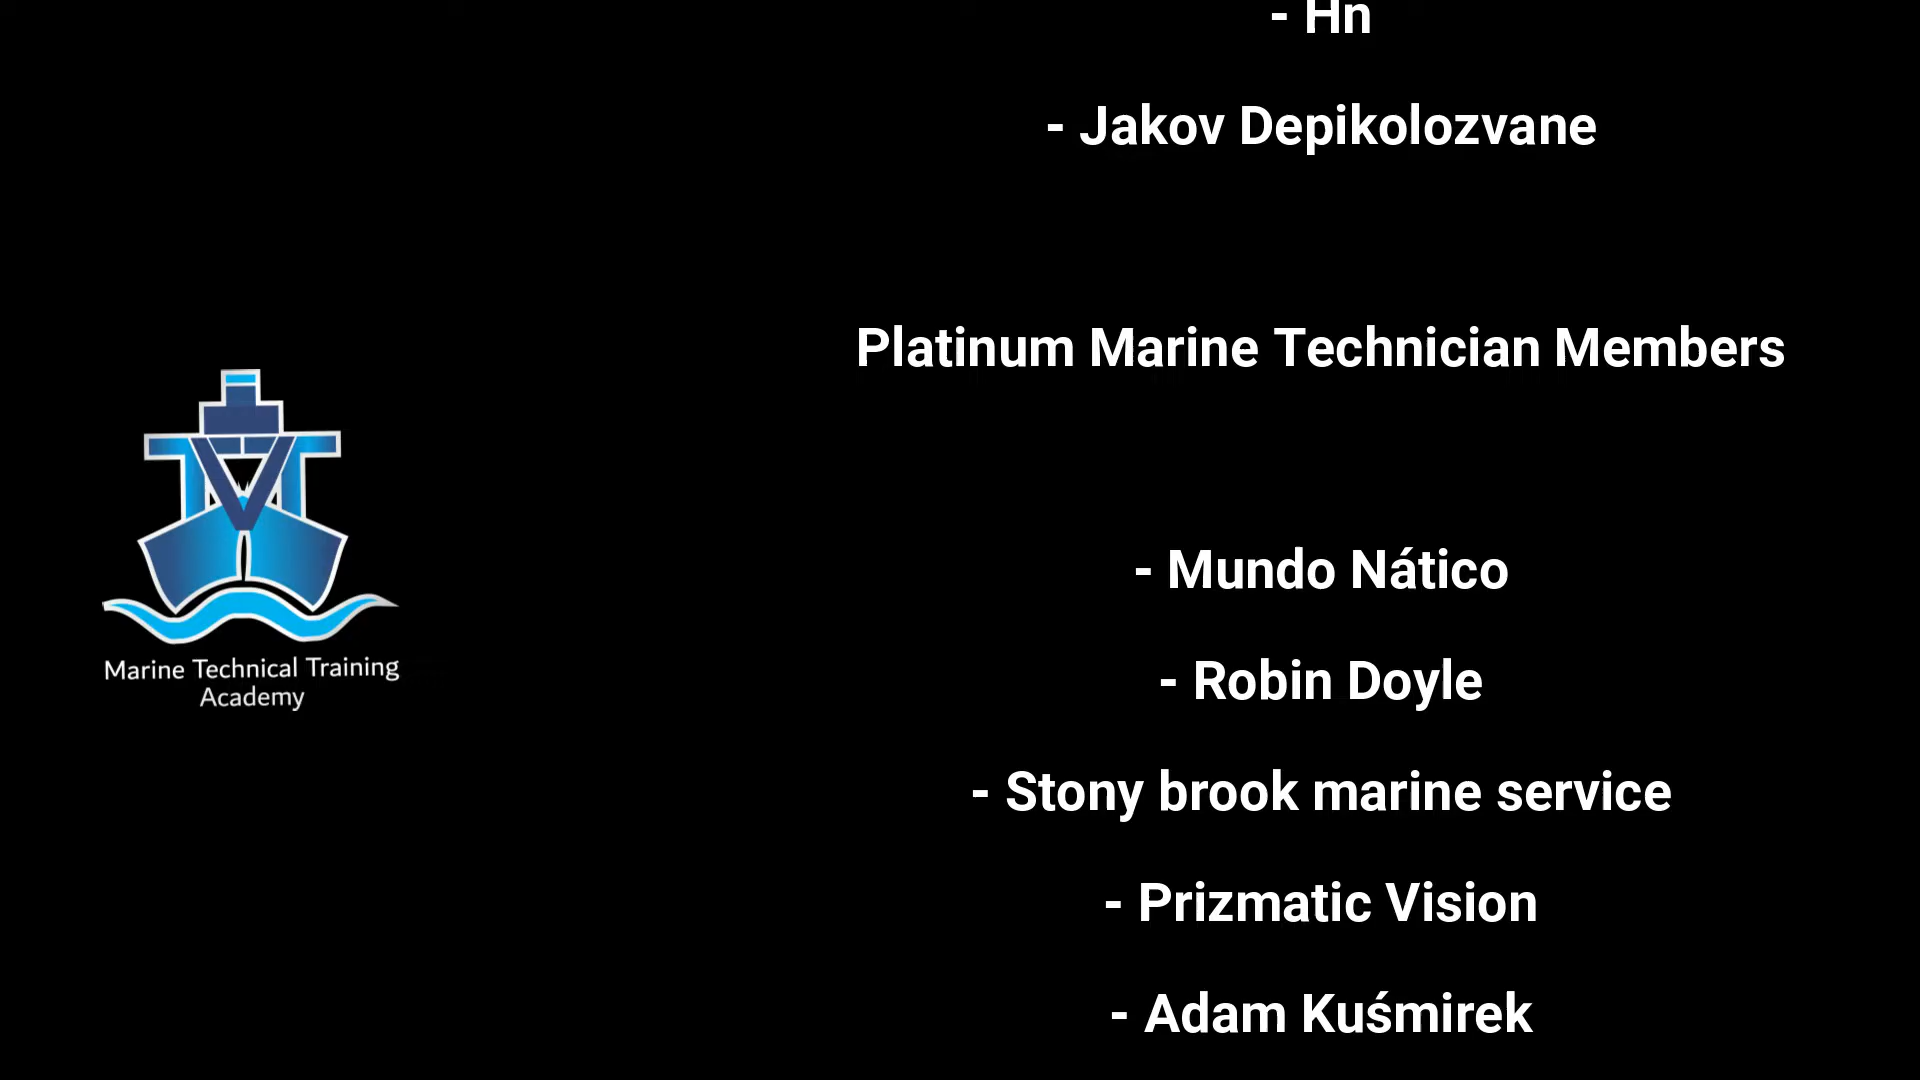 - Hn
- Jakov Depikolozvane
Platinum Marine Technician Members
- Mundo Nático
- Robin Doyle
- Stony brook marine service
- Prizmatic Vision
- Adam Kuśmirek
Marine Technical Training
Academy